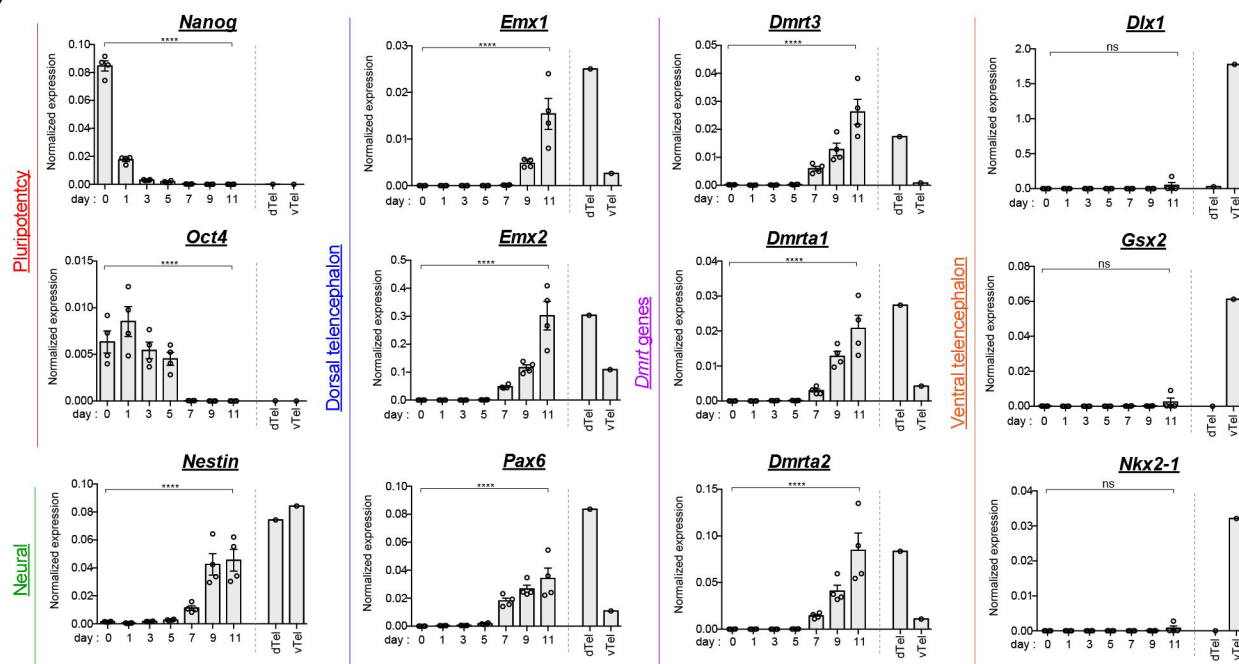 Pluripotentcy
Nanog
Normalized expression
****
0.10
0.08
0.06
0.04
0.02
0.00
day : 0 1 3 5 7 9 11 dTel vTel
Oct4
Normalized expression
****
0.015
0.010
0.005
0.000
day : 0 1 3 5 7 9 11 dTel vTel
Neural
Nestin
Normalized expression
****
0.10
0.08
0.06
0.04
0.02
0.00
day : 0 1 3 5 7 9 11 dTel vTel
Dorsal telencephalon
Emx1
Normalized expression
****
0.03
0.02
0.01
0.00
day : 0 1 3 5 7 9 11 dTel vTel
Emx2
Normalized expression
****
0.5
0.4
0.3
0.2
0.1
0.0
day : 0 1 3 5 7 9 11 dTel vTel
Pax6
Normalized expression
****
0.10
0.08
0.06
0.04
0.02
0.00
day : 0 1 3 5 7 9 11 dTel vTel
Dmrt genes
Dmrt3
Normalized expression
****
0.05
0.04
0.03
0.02
0.01
0.00
day : 0 1 3 5 7 9 11 dTel vTel
Dmrta1
Normalized expression
****
0.04
0.03
0.02
0.01
0.00
day : 0 1 3 5 7 9 11 dTel vTel
Dmrta2
Normalized expression
****
0.15
0.10
0.05
0.00
day : 0 1 3 5 7 9 11 dTel vTel
Ventral telencephalon
Dlx1
Normalized expression
ns
2.0
1.5
1.0
0.5
0.0
day : 0 1 3 5 7 9 11 dTel vTel
Gsx2
Normalized expression
ns
0.08
0.06
0.04
0.02
0.00
day : 0 1 3 5 7 9 11 dTel vTel
Nkx2-1
Normalized expression
ns
0.04
0.03
0.02
0.01
0.00
day : 0 1 3 5 7 9 11 dTel vTel